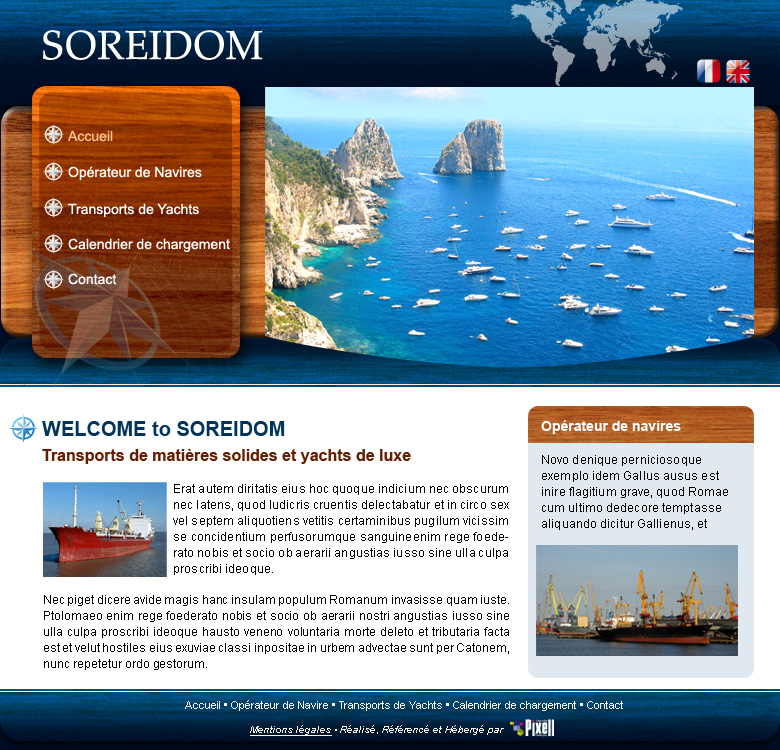 SOREIDOM
Accueil
Opérateur de Navires
Transports de Yachts
Calendrier de chargement
Contact
WELCOME to SOREIDOM
Transports de matières solides et yachts de luxe
Erat autem diritatis eius hoc quoque indicium nec obscurum
nec latens, quod ludicris cruentis delectabatur et in circo sex
vel septem aliquotiens vetitis certaminibus pugilum vicissim
se concidentium perfusorumque sanguineenim rege foede-
rato nobis et socio ob aerarii angustias iusso sine ulla culpa
proscribi ideoque.
Nec piget dicere avide magis hanc insulam populum Romanum invasisse quam iuste.
Ptolomaeo enim rege foederato nobis et socio ob aerarii nostri angustias iusso sine
ulla culpa proscribi ideoque hausto veneno voluntaria morte deleto et tributaria facta
est et velut hostiles eius exuviae classi inpositae in urbem advectae sunt per Catonem,
nunc repetetur ordo gestorum.
Opérateur de navires
Novo denique perniciosoque
exemplo idem Gallus ausus est
inire flagitium grave, quod Romae
cum ultimo dedecore temptasse
aliquando dicitur Gallienus, et
Accueil • Opérateur de Navire • Transports de Yachts • Calendrier de chargement • Contact
Mentions légales • Réalisé, Référencé et Hébergé par Pixell